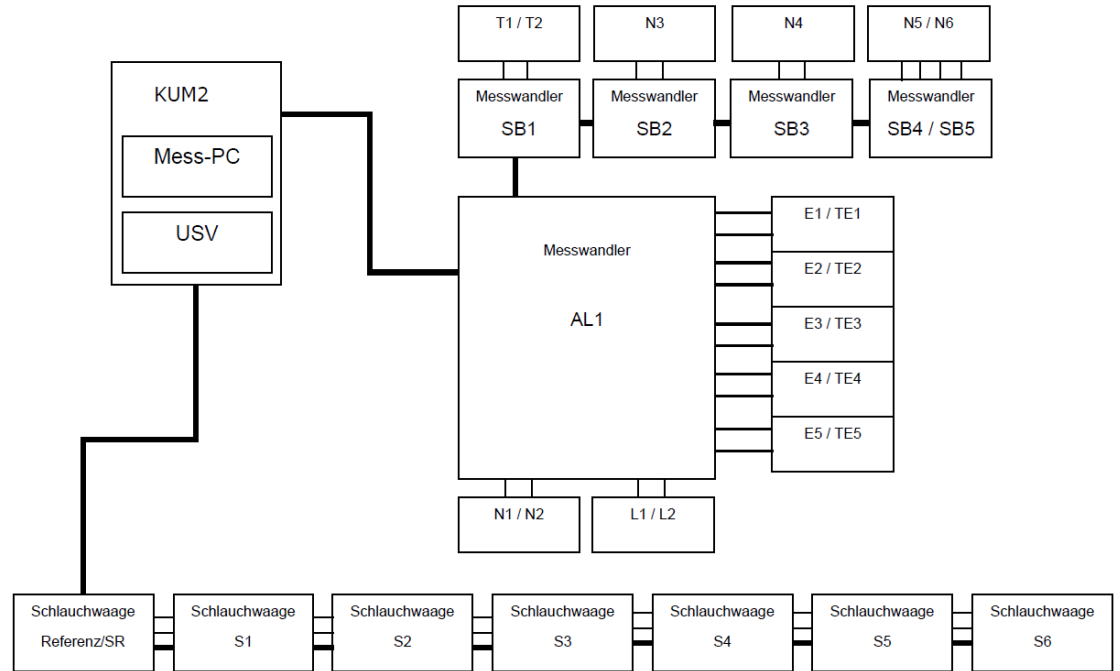 T1 / T2
N3
N4
N5 / N6
KUM2
Mess-PC
USV
Messwandler
SB1
Messwandler
SB2
Messwandler
SB3
Messwandler
SB4 / SB5
Messwandler
AL1
E1 / TE1
E2 / TE2
E3 / TE3
E4 / TE4
E5 / TE5
N1 / N2
L1 / L2
Schlauchwaage
Referenz/SR
Schlauchwaage
S1
Schlauchwaage
S2
Schlauchwaage
S3
Schlauchwaage
S4
Schlauchwaage
S5
Schlauchwaage
S6